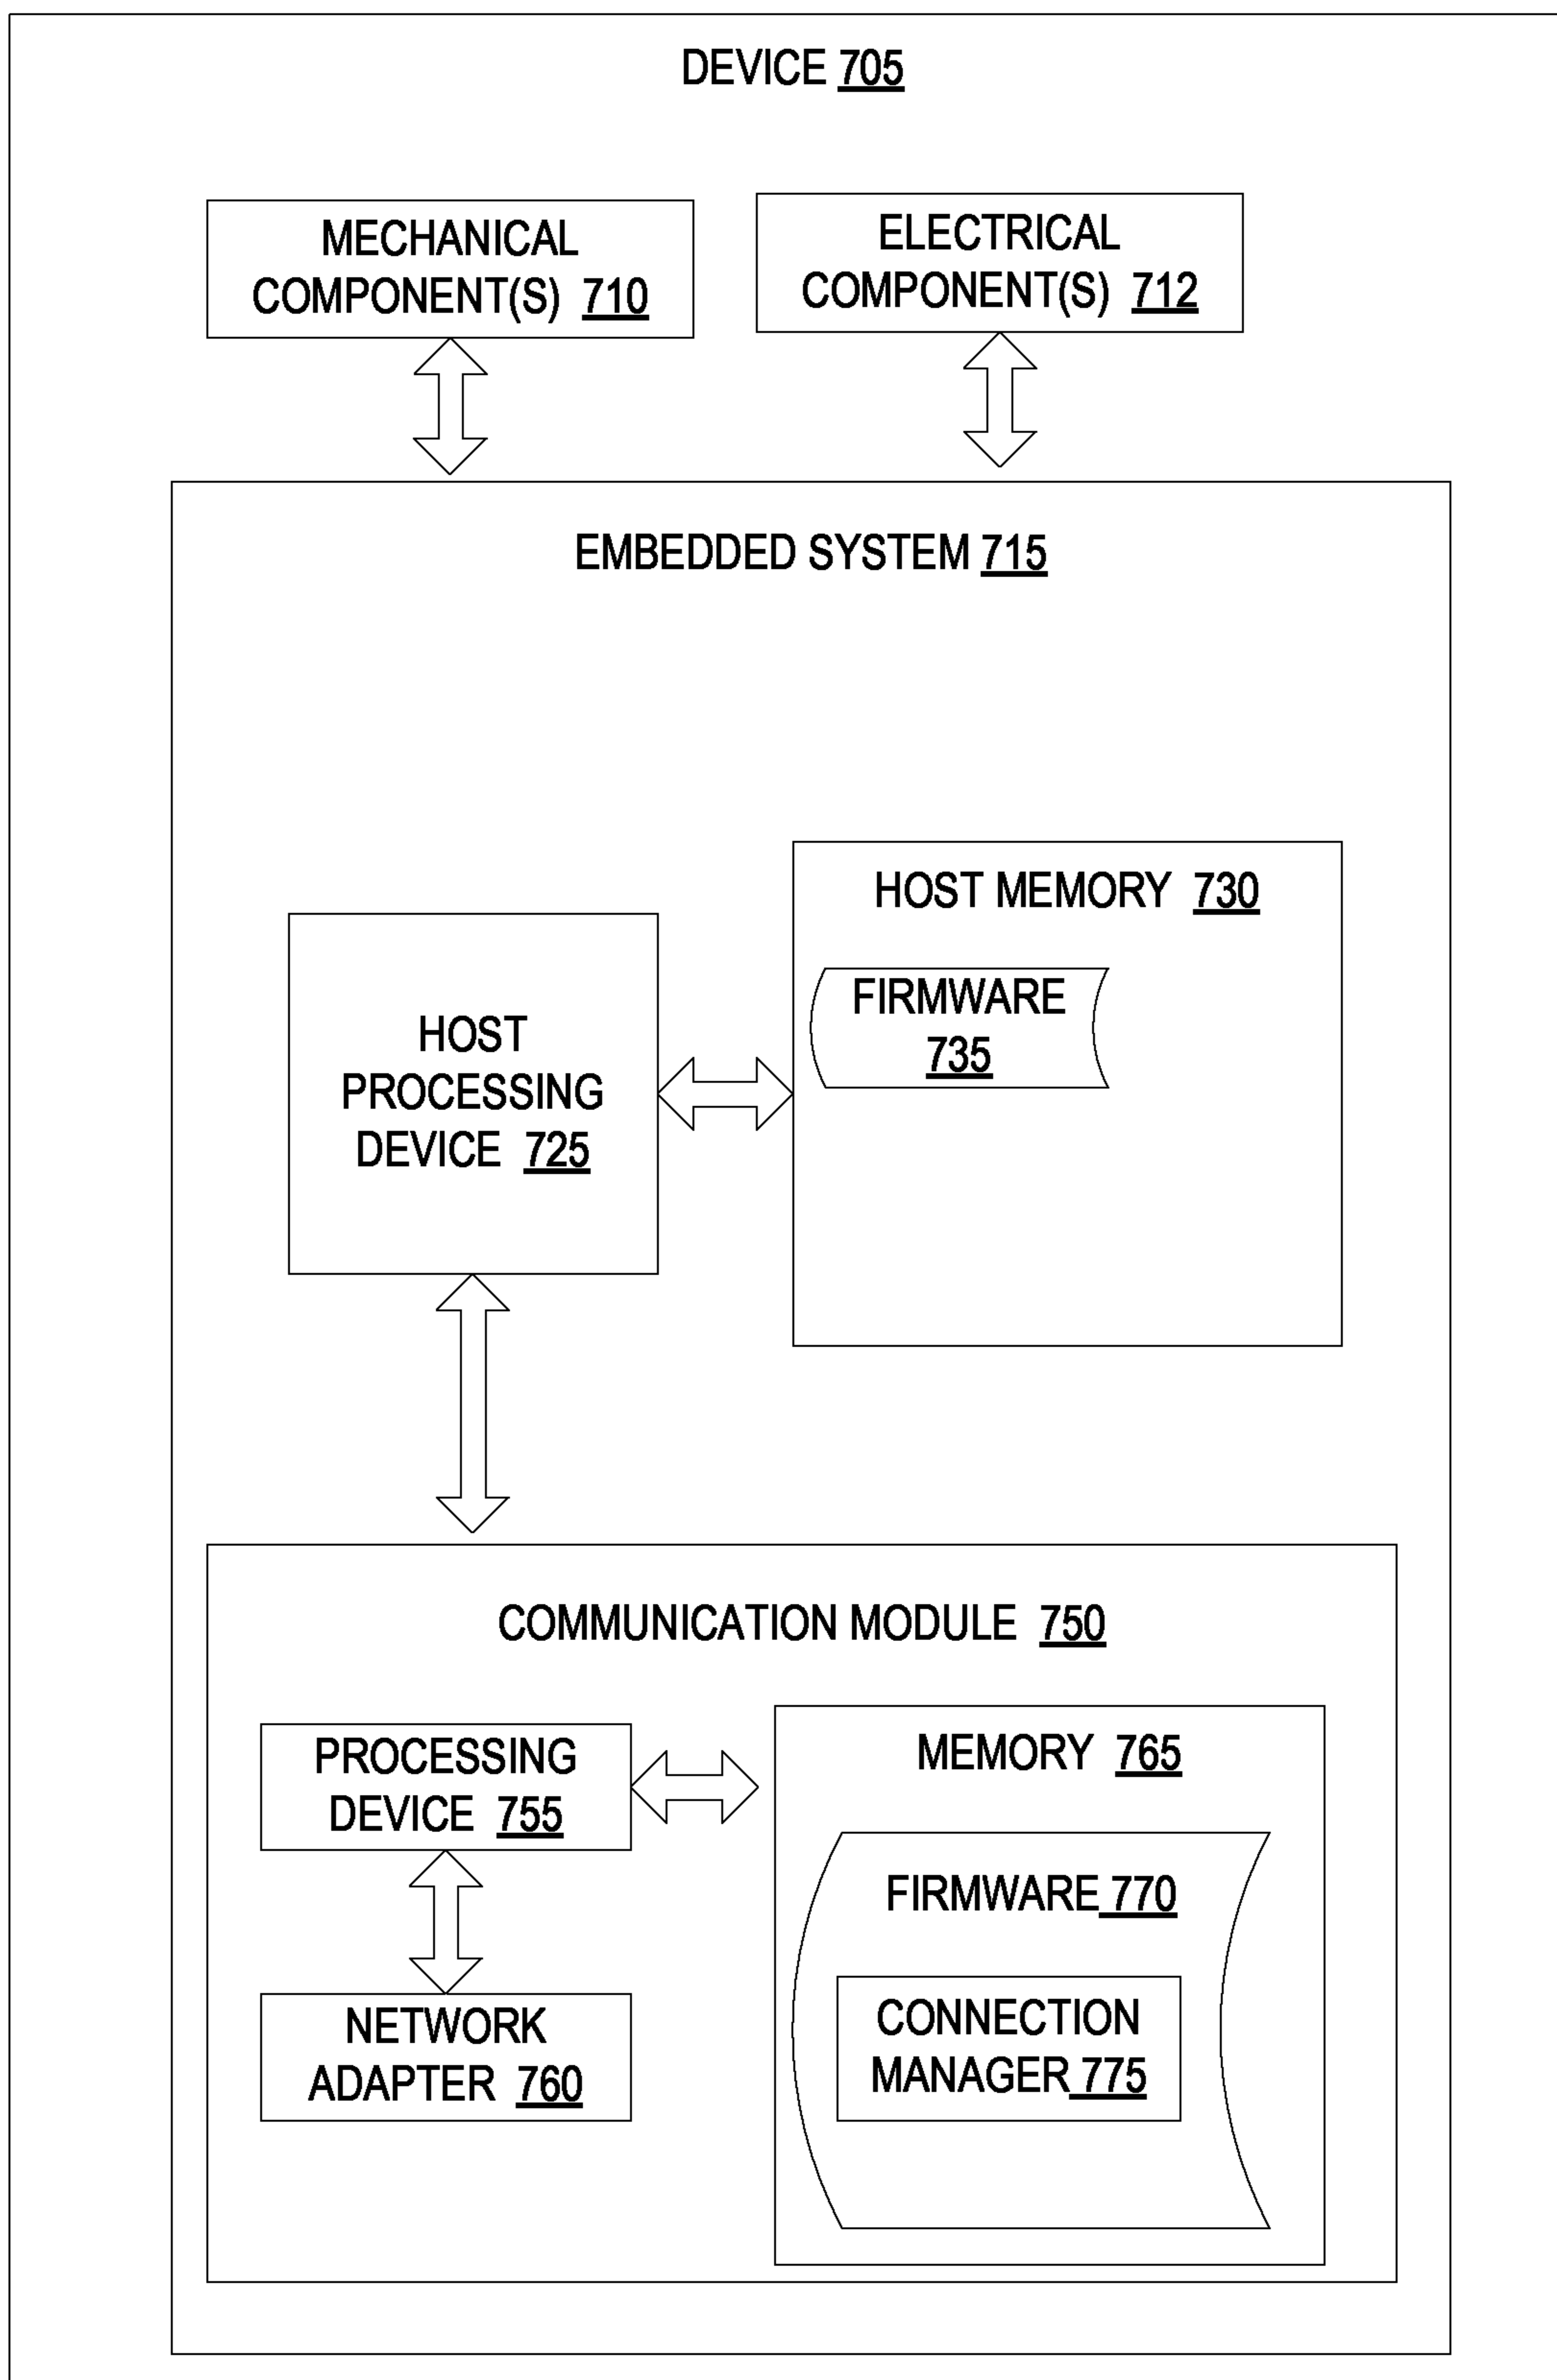 DEVICE 705
MECHANICAL
COMPONENT(S) 710
ELECTRICAL
COMPONENT(S) 712
EMBEDDED SYSTEM 715
HOST
PROCESSING
DEVICE 725
HOST MEMORY 730
FIRMWARE
735
COMMUNICATION MODULE 750
PROCESSING
DEVICE 755
NETWORK
ADAPTER 760
MEMORY 765
FIRMWARE 770
CONNECTION
MANAGER 775